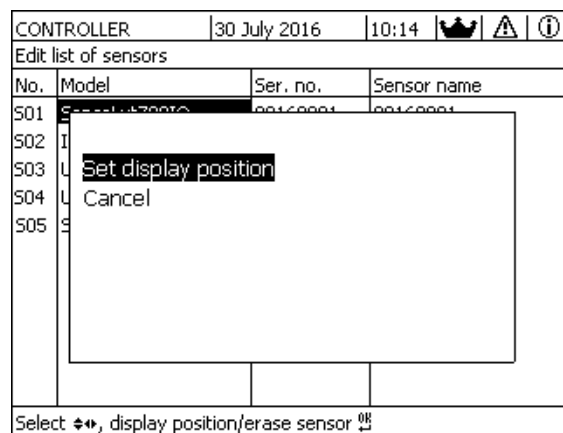 CONTROLLER 30 July 2016 10:14
Edit list of sensors
No. Model Ser. no. Sensor name
S01
S02 I
S03 U
S04 U
S05 S
Set display position
Cancel
Select , display position/erase sensor OK